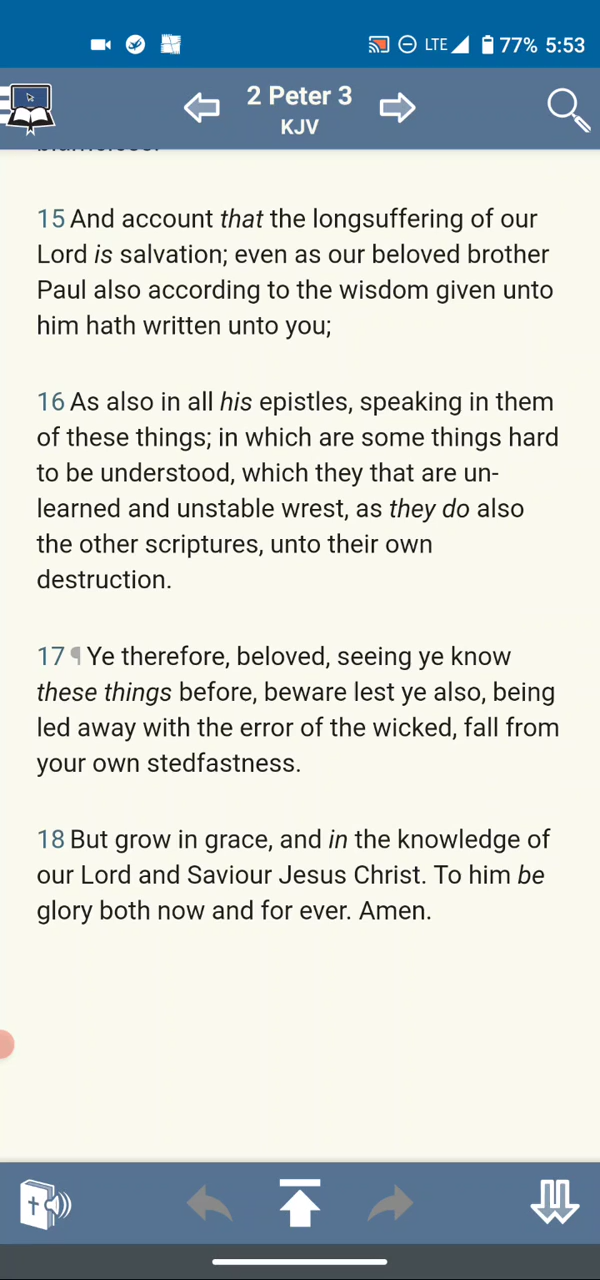 LTE 77% 5:53
2 Peter 3
KJV
15 And account that the longsuffering of our
Lord is salvation; even as our beloved brother
Paul also according to the wisdom given unto
him hath written unto you;
16 As also in all his epistles, speaking in them
of these things; in which are some things hard
to be understood, which they that are un-
learned and unstable wrest, as they do also
the other scriptures, unto their own
destruction.
17 ¶ Ye therefore, beloved, seeing ye know
these things before, beware lest ye also, being
led away with the error of the wicked, fall from
your own stedfastness.
18 But grow in grace, and in the knowledge of
our Lord and Saviour Jesus Christ. To him be
glory both now and for ever. Amen.